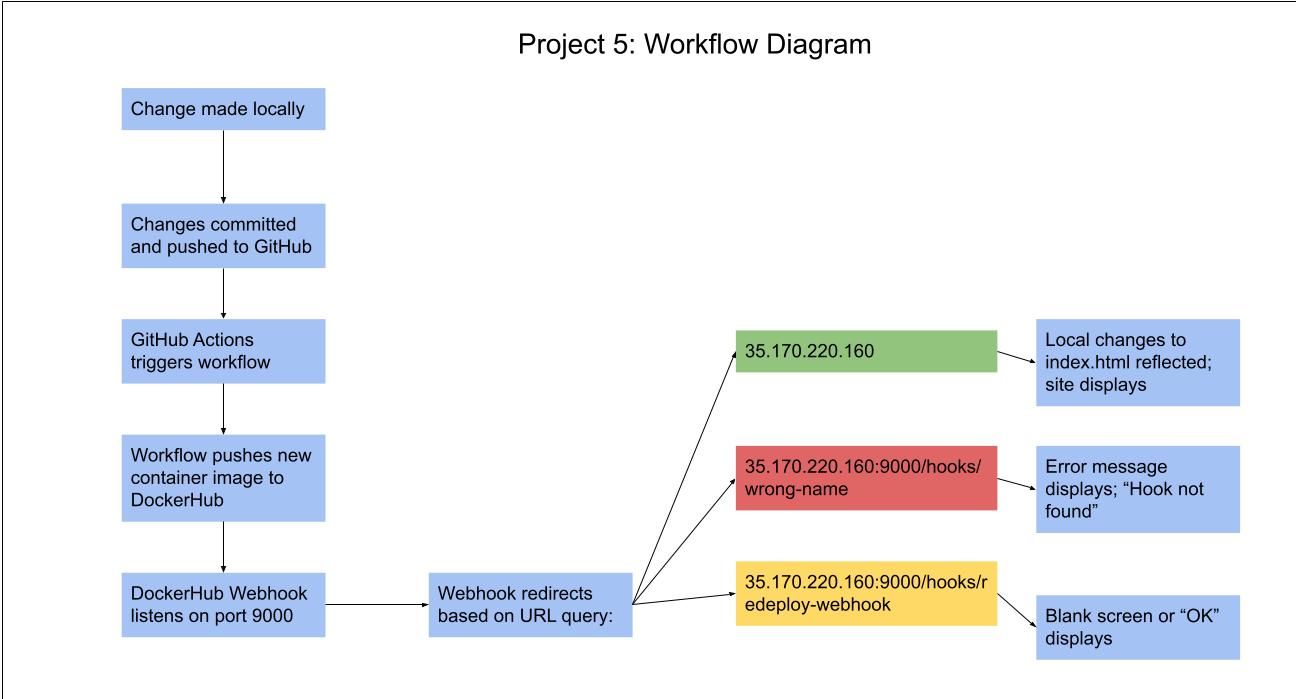 Project 5: Workflow Diagram
Change made locally
Changes committed
and pushed to GitHub
GitHub Actions
triggers workflow
Workflow pushes new
container image to
DockerHub
DockerHub Webhook
listens on port 9000
Webhook redirects
based on URL query:
35.170.220.160
Local changes to
index.html reflected;
site displays
35.170.220.160:9000/hooks/
wrong-name
Error message
displays; “Hook not
found”
35.170.220.160:9000/hooks/r
edeploy-webhook
Blank screen or “OK”
displays